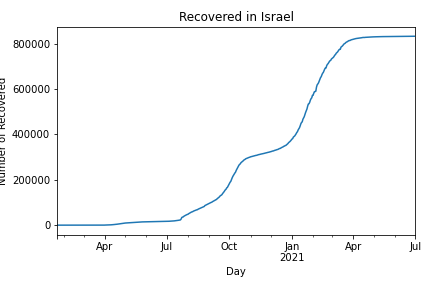 Recovered in Israel
Number of Recovered
800000
600000
400000
200000
0
Apr Jul Oct Jan Apr Jul
2021
Day